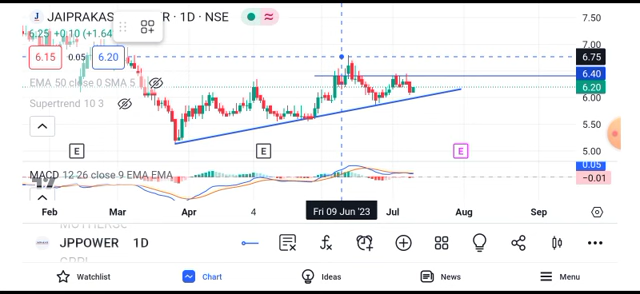 JAIPRAKAS R · 1D · NSE
6.25 +0.10 (+1.64
6.15 0.05 6.20
EMA 50 close 0 SMA 5
Supertrend 10 3
7.50
7.00
6.75
6.40
6.20
6.00
5.50
5.00
E E E
MACD 12 26 close 9 EMA EMA
0.05
−0.01
Feb Mar Apr 4 Fri 09 Jun '23 Jul Aug Sep
JPPOWER 1D
Watchlist Chart Ideas News Menu